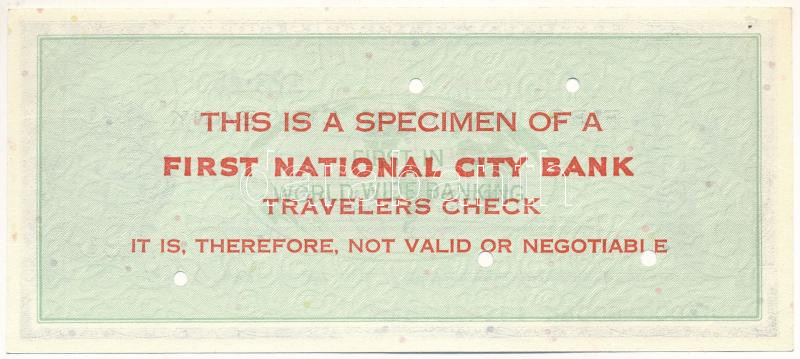 THIS IS A SPECIMEN OF A
FIRST NATIONAL CITY BANK
FIRST IN
WORLD WIDE BANKING
TRAVELERS CHECK
IT IS, THEREFORE, NOT VALID OR NEGOTIABLE